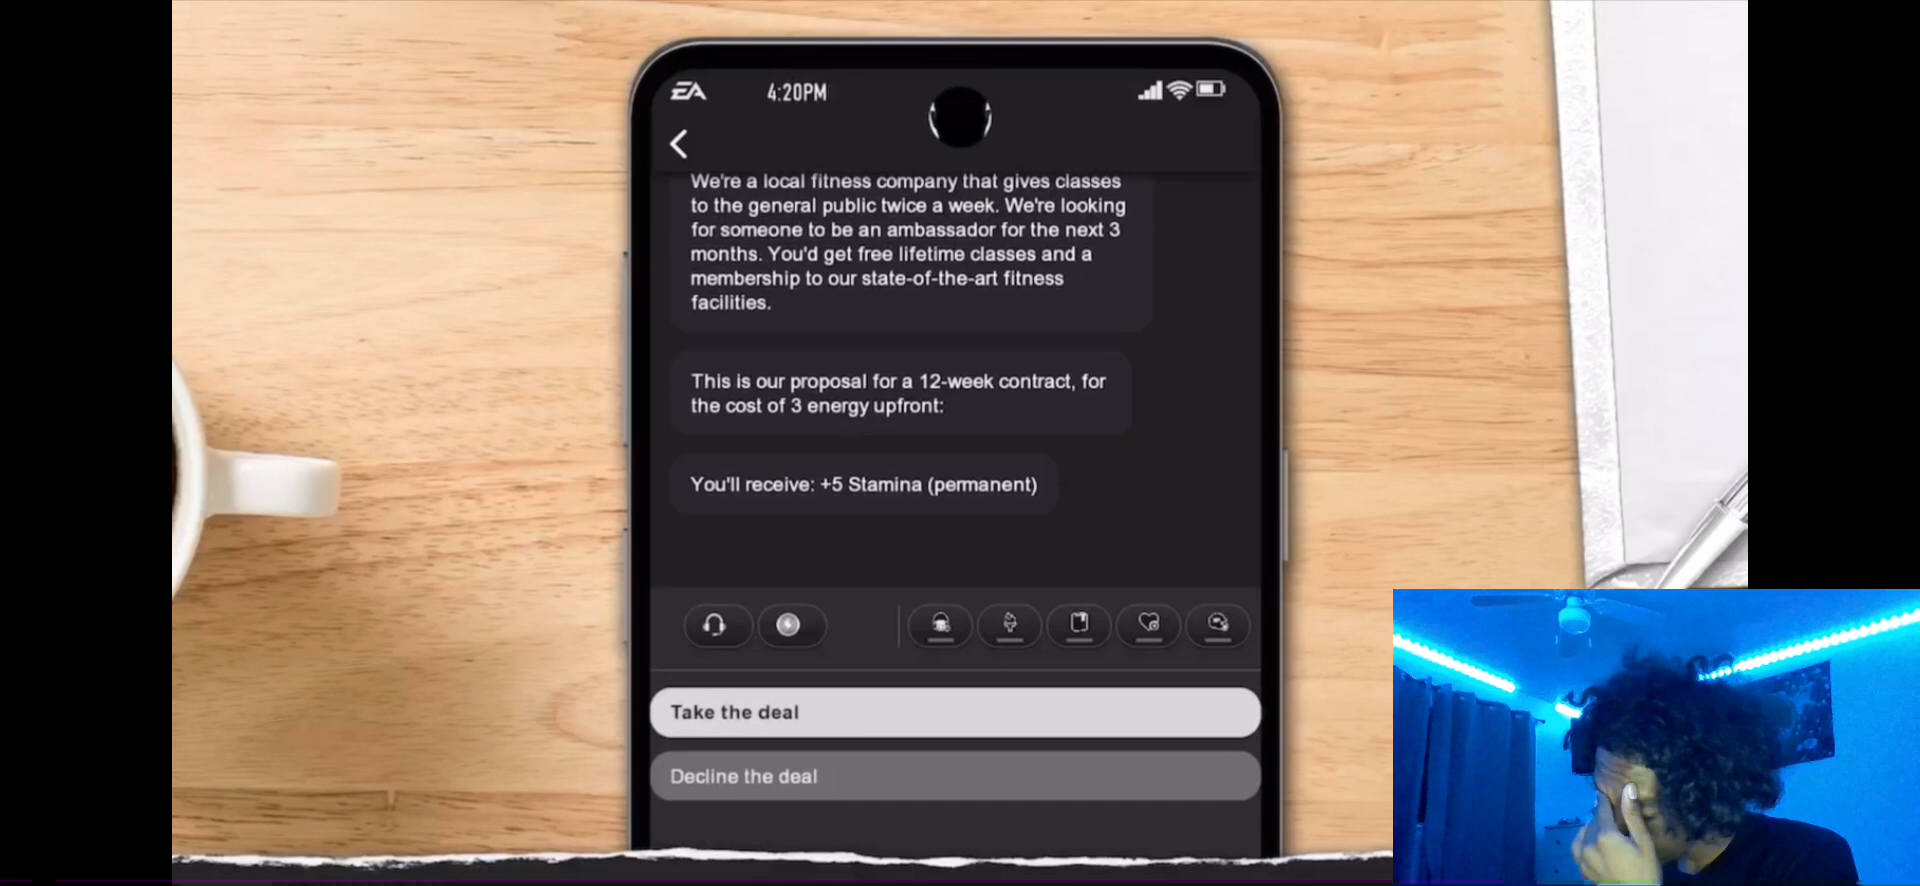 EA
4:20PM
We're a local fitness company that gives classes
to the general public twice a week. We're looking
for someone to be an ambassador for the next 3
months. You'd get free lifetime classes and a
membership to our state-of-the-art fitness
facilities.
This is our proposal for a 12-week contract, for
the cost of 3 energy upfront:
You'll receive: +5 Stamina (permanent)
Take the deal
Decline the deal